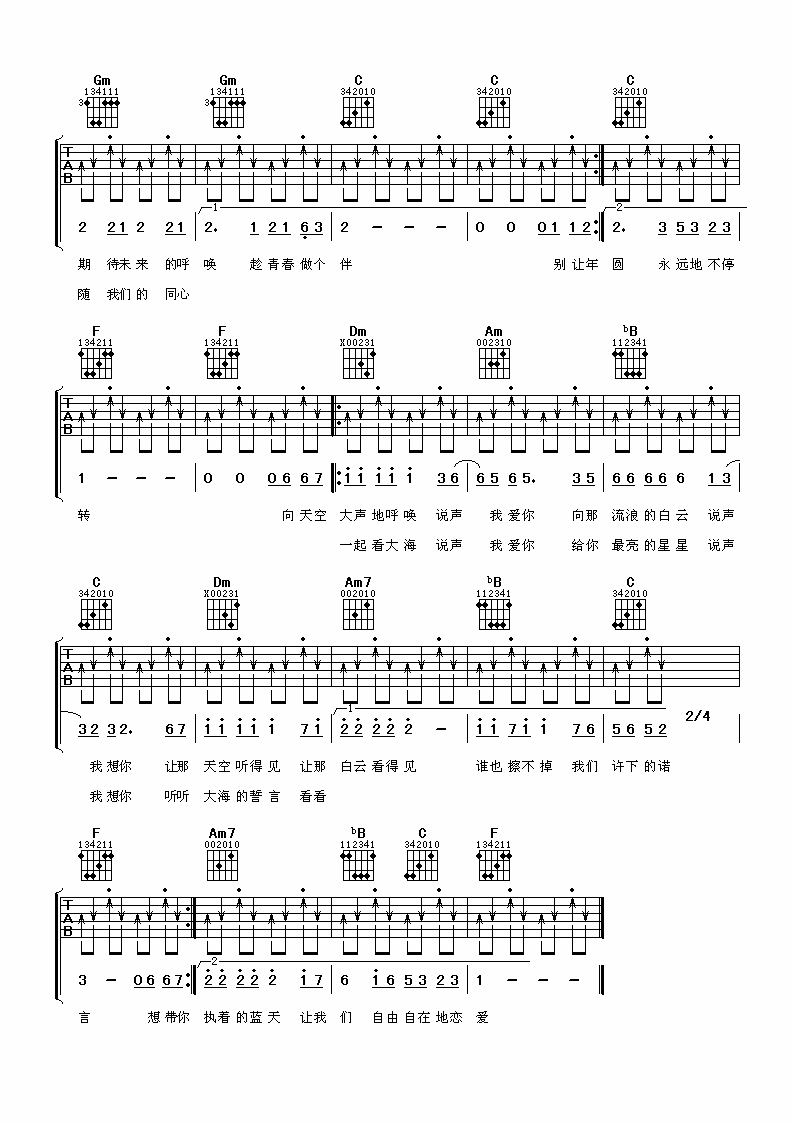 Gm Gm C C C
134111 134111 342010 342010 342010
3 3
T
A
B
1 2
2 21 2 21 2. 1 21 63 2 - - - 0 0 01 12 2. 3 53 23
期 待未 来 的呼 唤 趁 青春 做个 伴 别 让年 圆 永 远地 不停
随 我们 的 同心
F F Dm Am bB
134211 134211 X00231 002310 112341
T
A
B
1 - - - 0 0 06 67 11 11 1 36 65 65. 35 66 66 6 13
转 向 天空 大声 地呼 唤 说声 我 爱你 向那 流浪 的白 云 说声
一起 看大 海 说声 我 爱你 给你 最亮 的星 星 说声
C Dm Am7 bB C
342010 X00231 002010 112341 342010
T
A
B
1
2/4
32 32. 67 11 11 1 71 22 22 2 - 11 71 1 76 56 52
我 想你 让那 天空 听得 见 让那 白云 看得 见 谁也 擦不 掉 我们 许下 的诺
我 想你 听听 大海 的誓 言 看看
F Am7 bB C F
134211 002010 112341 342010 134211
T
A
B
2
3 - 06 67 22 22 2 17 6 16 53 23 1 - - -
言 想 带你 执着 的蓝 天 让我 们 自由 自在 地恋 爱